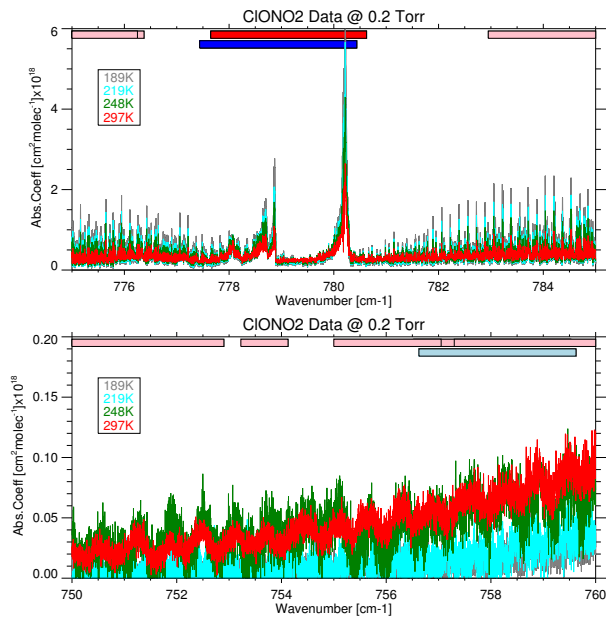 ClONO2 Data @ 0.2 Torr
Abs.Coeff [cm²molec⁻¹]x10¹⁸
6
4
2
0
189K
219K
248K
297K
776 778 780 782 784
Wavenumber [cm-1]
ClONO2 Data @ 0.2 Torr
Abs.Coeff [cm²molec⁻¹]x10¹⁸
0.20
0.15
0.10
0.05
0.00
189K
219K
248K
297K
750 752 754 756 758 760
Wavenumber [cm-1]